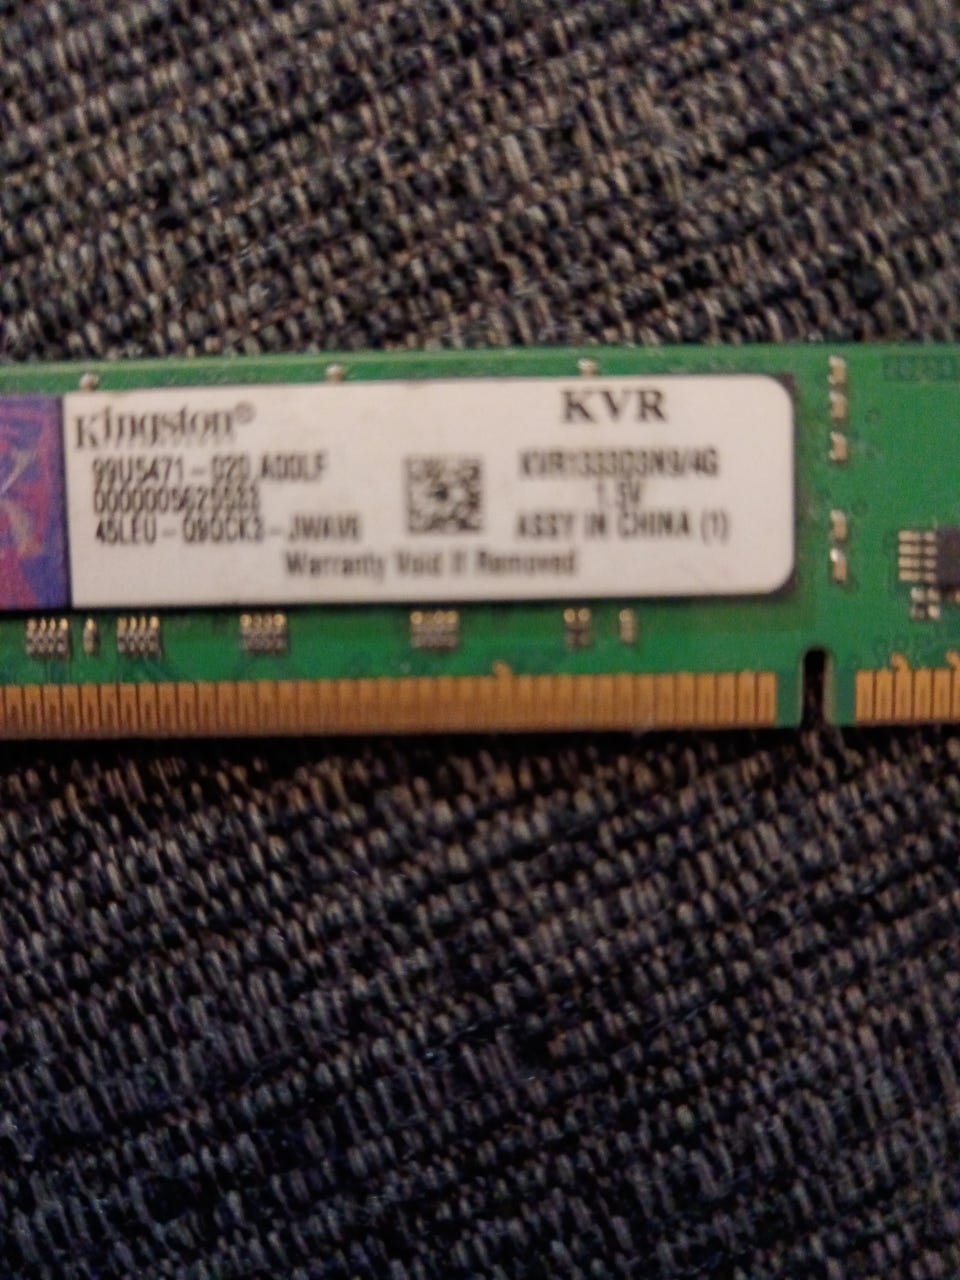 Kingston®
KVR
99U5471-020.A00LF
KVR1333D3N9/4G
1.5V
ASSY IN CHINA (1)
Warranty Void If Removed